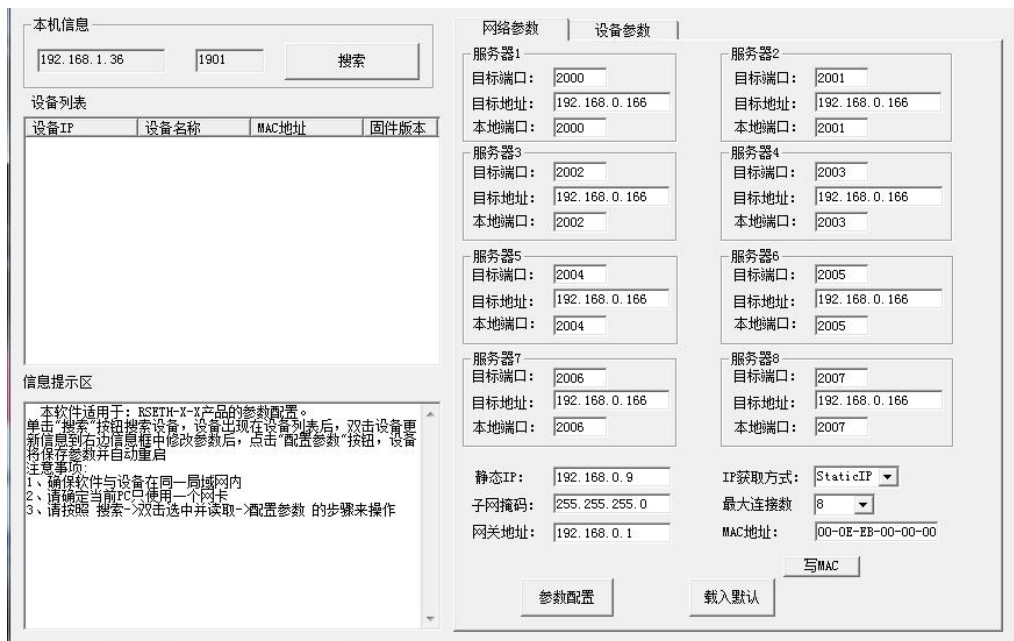 本机信息
192.168.1.36 1901 搜索
设备列表
设备IP 设备名称 MAC地址 固件版本
信息提示区
本软件适用于：RSETH-X-X产品的参数配置。
单击"搜索"按钮搜索设备，设备出现在设备列表后，双击设备更
新信息到右边信息框中修改参数后，点击"配置参数"按钮，设备
将保存参数并自动重启
注意事项:
1、确保软件与设备在同一局域网内
2、请确定当前PC只使用一个网卡
3、请按照 搜索->双击选中并读取->配置参数 的步骤来操作
网络参数 设备参数
服务器1
目标端口： 2000
目标地址： 192.168.0.166
本地端口： 2000
服务器2
目标端口： 2001
目标地址： 192.168.0.166
本地端口： 2001
服务器3
目标端口： 2002
目标地址： 192.168.0.166
本地端口： 2002
服务器4
目标端口： 2003
目标地址： 192.168.0.166
本地端口： 2003
服务器5
目标端口： 2004
目标地址： 192.168.0.166
本地端口： 2004
服务器6
目标端口： 2005
目标地址： 192.168.0.166
本地端口： 2005
服务器7
目标端口： 2006
目标地址： 192.168.0.166
本地端口： 2006
服务器8
目标端口： 2007
目标地址： 192.168.0.166
本地端口： 2007
静态IP： 192.168.0.9 IP获取方式： StaticIP
子网掩码： 255.255.255.0 最大连接数 8
网关地址： 192.168.0.1 MAC地址： 00-0E-EB-00-00-00
写MAC
参数配置 载入默认